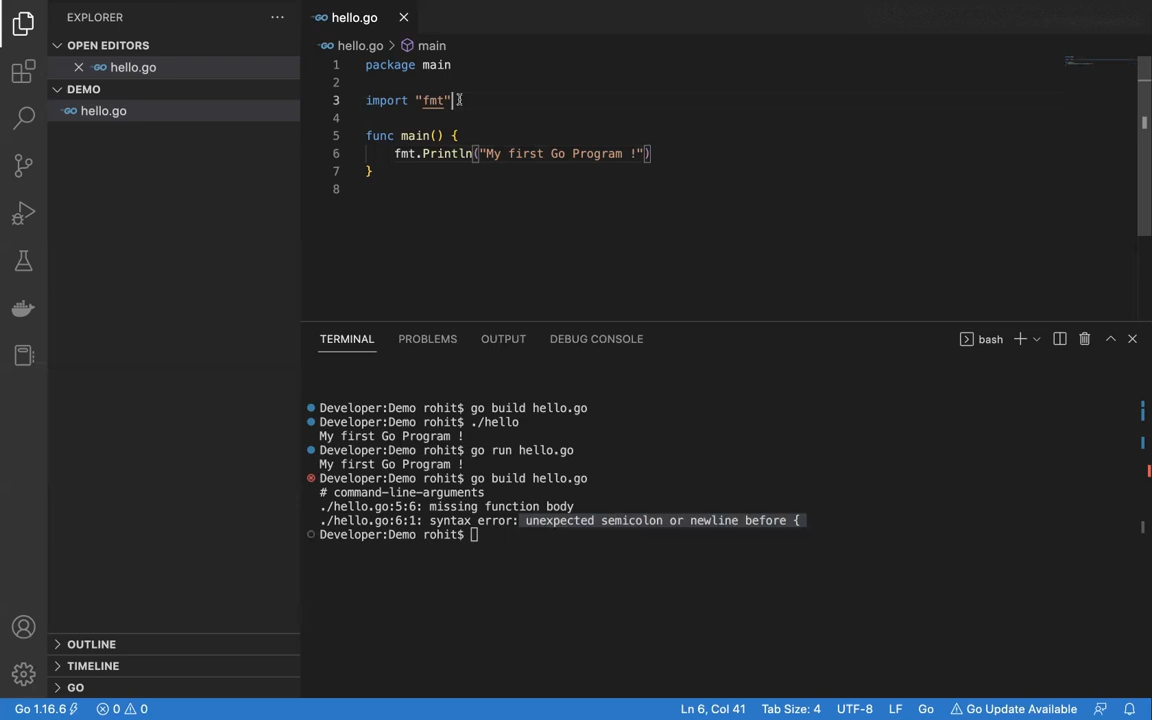 EXPLORER
OPEN EDITORS
GO hello.go
DEMO
GO hello.go
OUTLINE
TIMELINE
GO
GO hello.go
GO hello.go > main
1 package main
2
3 import "fmt"
4
5 func main() {
6 fmt.Println("My first Go Program !")
7 }
8
TERMINAL PROBLEMS OUTPUT DEBUG CONSOLE bash
Developer:Demo rohit$ go build hello.go
Developer:Demo rohit$ ./hello
My first Go Program !
Developer:Demo rohit$ go run hello.go
My first Go Program !
Developer:Demo rohit$ go build hello.go
# command-line-arguments
./hello.go:5:6: missing function body
./hello.go:6:1: syntax error: unexpected semicolon or newline before {
Developer:Demo rohit$
Go 1.16.6 0 0 Ln 6, Col 41 Tab Size: 4 UTF-8 LF Go Go Update Available